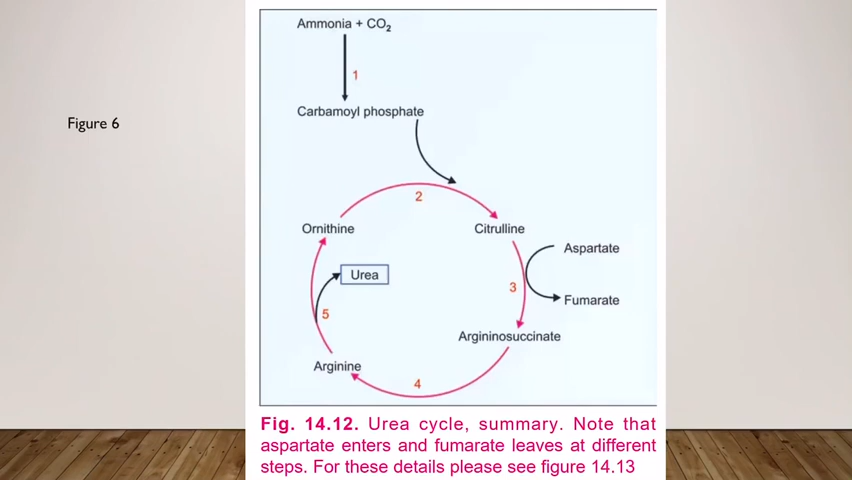 Figure 6
Ammonia + CO₂
1
Carbamoyl phosphate
2
Ornithine
Citrulline
Aspartate
Urea
3
Fumarate
5
Argininosuccinate
Arginine
4
Fig. 14.12. Urea cycle, summary. Note that
aspartate enters and fumarate leaves at different
steps. For these details please see figure 14.13